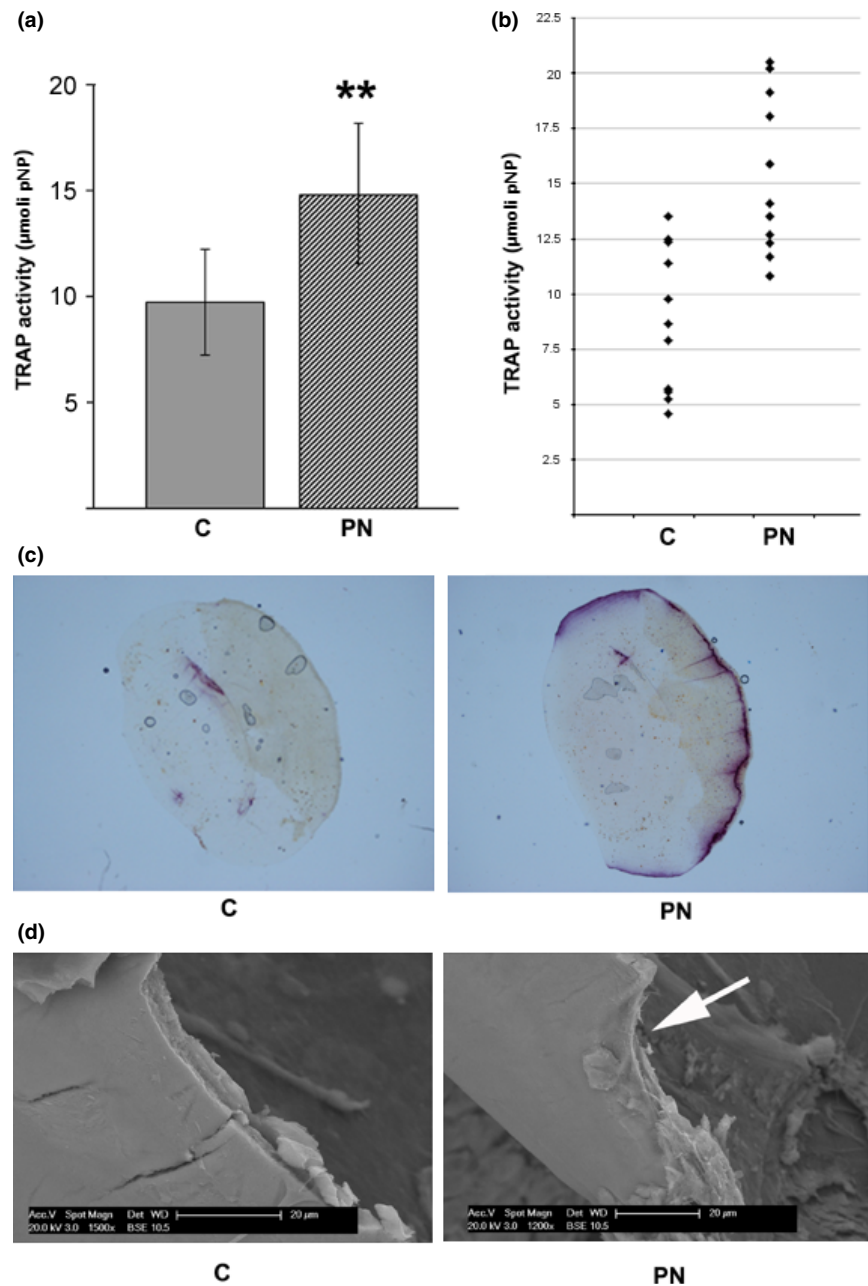 (a)
20
15
10
5
TRAP activity (µmoli pNP)
**
C
PN
(b)
22.5
20
17.5
15
12.5
10
7.5
5
2.5
TRAP activity (µmoli pNP)
C
PN
(c)
C
PN
(d)
Acc.V Spot Magn Det WD 20 µm
20.0 kV 3.0 1500x BSE 10.5
Acc.V Spot Magn Det WD 20 µm
20.0 kV 3.0 1200x BSE 10.5
C
PN